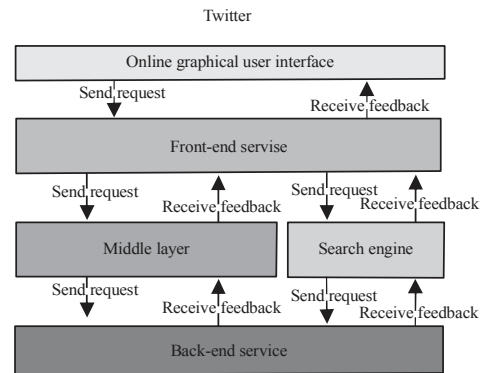 Twitter
Online graphical user interface
Send request
Receive feedback
Front-end servise
Send request
Receive feedback
Send request
Receive feedback
Middle layer
Search engine
Send request
Receive feedback
Send request
Receive feedback
Back-end service